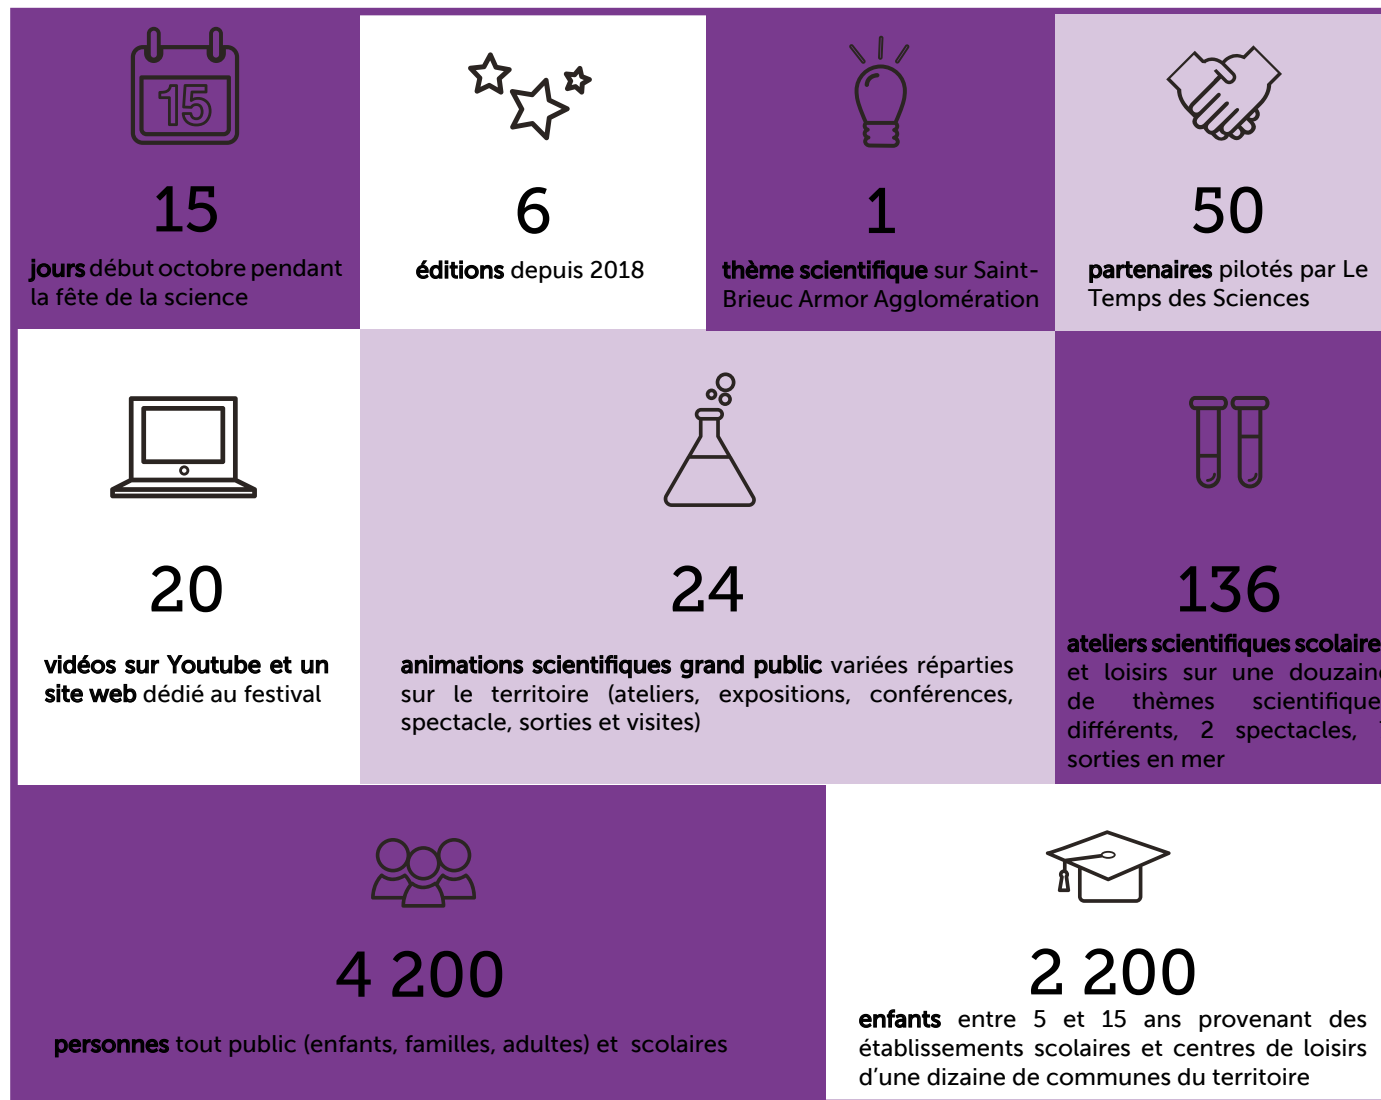 15
15
jours début octobre pendant
la fête de la science
6
éditions depuis 2018
1
thème scientifique sur Saint-
Brieuc Armor Agglomération
50
partenaires pilotés par Le
Temps des Sciences
20
vidéos sur Youtube et un
site web dédié au festival
24
animations scientifiques grand public variées réparties
sur le territoire (ateliers, expositions, conférences,
spectacle, sorties et visites)
136
ateliers scientifiques scolaire
et loisirs sur une douzaine
de thèmes scientifique
différents, 2 spectacles,
sorties en mer
4 200
personnes tout public (enfants, familles, adultes) et scolaires
2 200
enfants entre 5 et 15 ans provenant des
établissements scolaires et centres de loisirs
d'une dizaine de communes du territoire